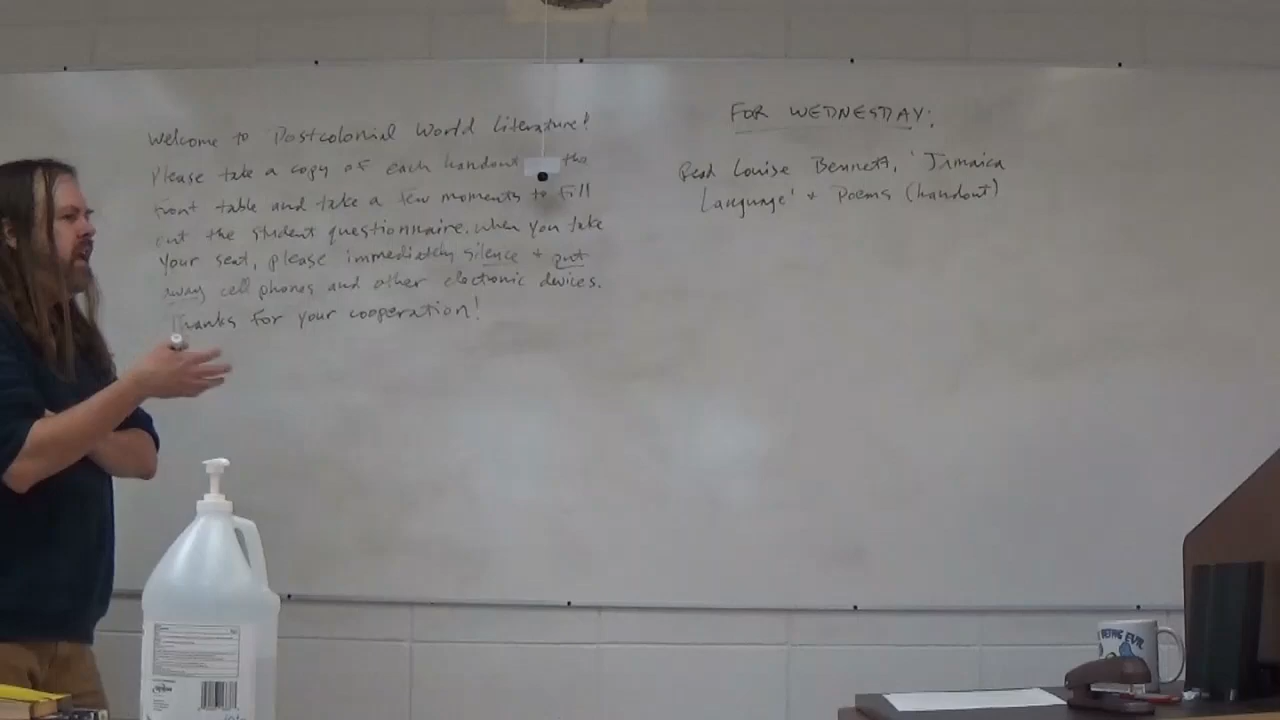 Welcome to Postcolonial World Literature!
Please take a copy of each handout the
front table and take a few moments to fill
out the student questionnaire. When you take
your seat, please immediately silence + put
away cell phones and other electronic devices.
Thanks for your cooperation!
FOR WEDNESDAY:
Read Louise Bennett, 'Jamaica
Language' + Poems (handout)
BEING EVIL